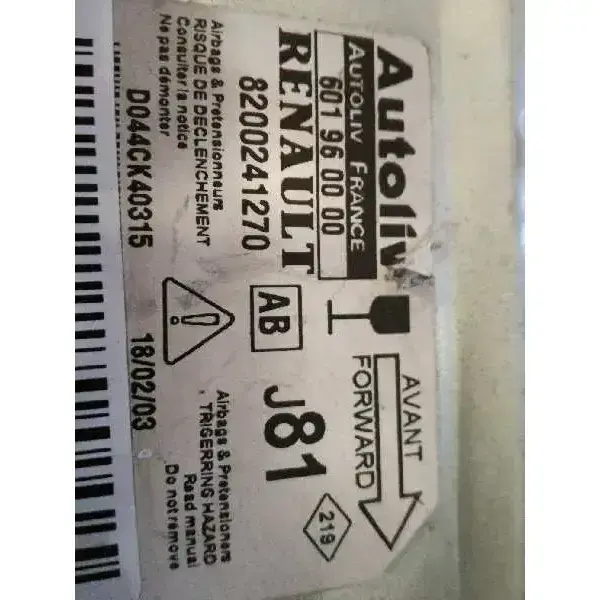 Autoliv
AUTOLIV FRANCE
601 96 00 00
RENAULT
8200241270
Airbags & Pretensionneurs
RISQUE DE DECLENCHEMENT
Consulter la notice
Ne pas démonter
D044CK40315
18/02/03
AVANT
FORWARD
AB
J81
219
Airbags & Pretensioners
TRIGERRING HAZARD
Read manual
Do not remove